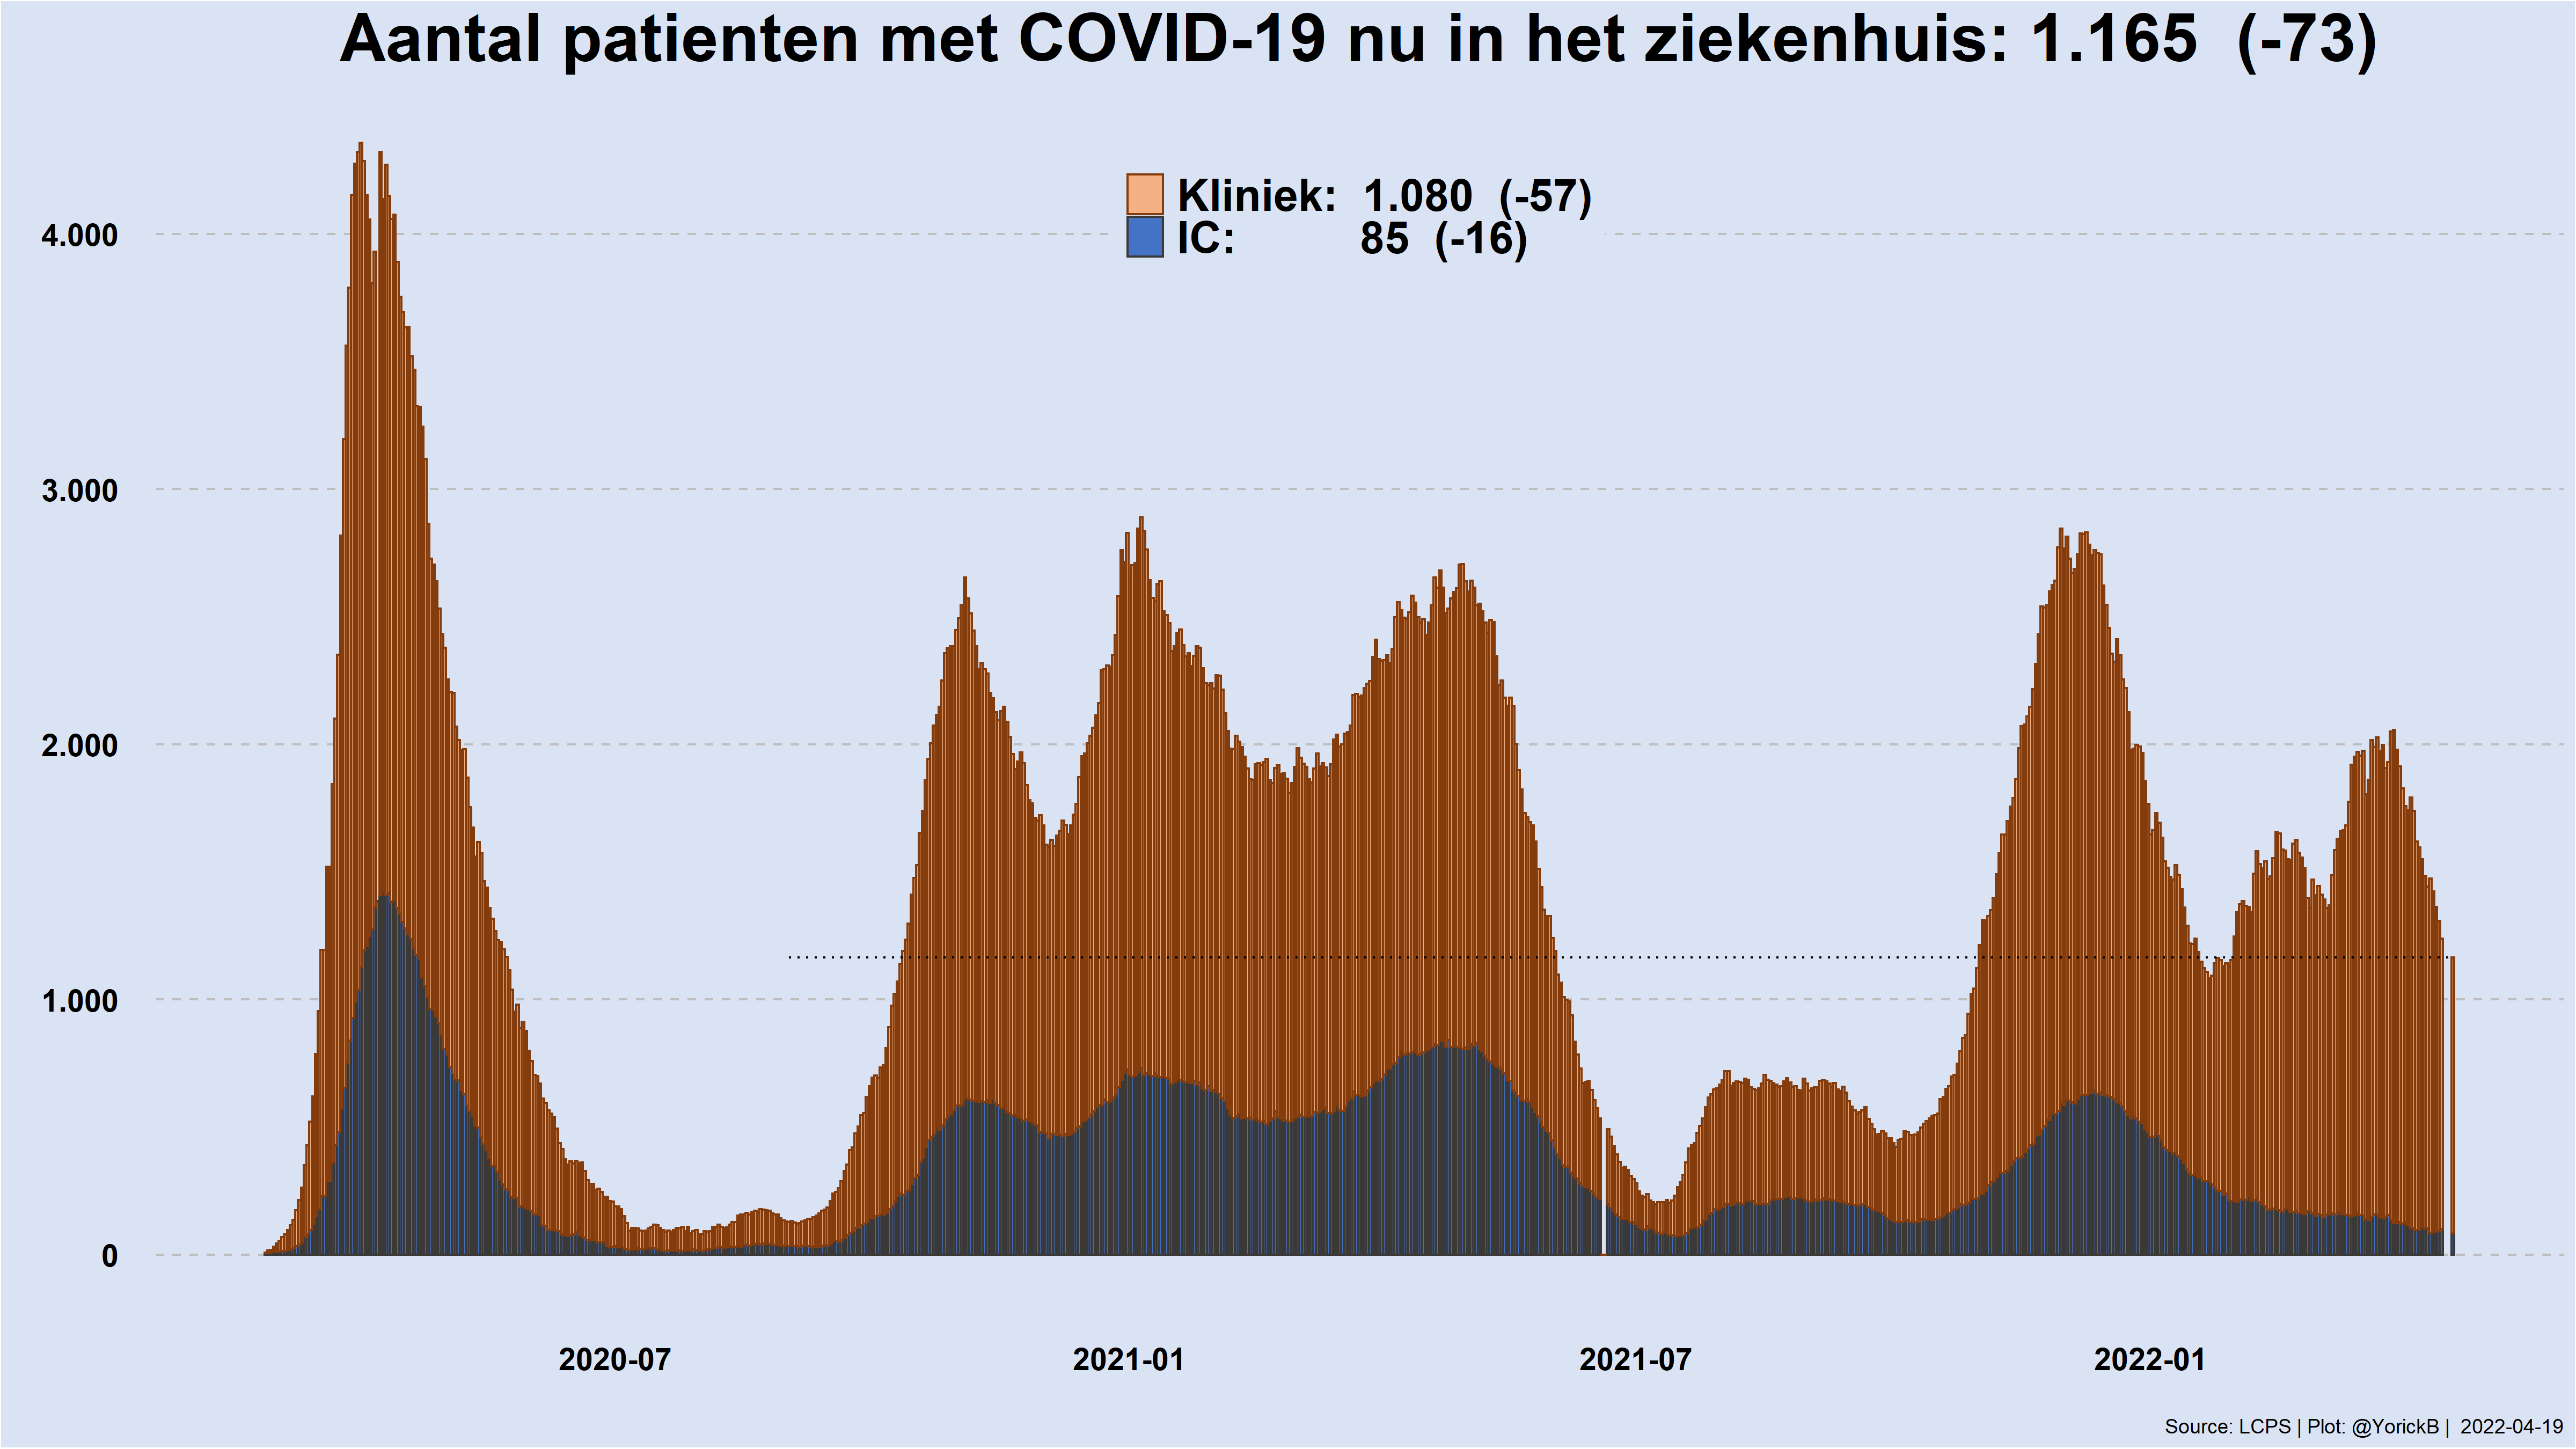 Aantal patienten met COVID-19 nu in het ziekenhuis: 1.165 (-73)
Kliniek: 1.080 (-57)
IC: 85 (-16)
4.000
3.000
2.000
1.000
0
2020-07
2021-01
2021-07
2022-01
Source: LCPS | Plot: @YorickB | 2022-04-19